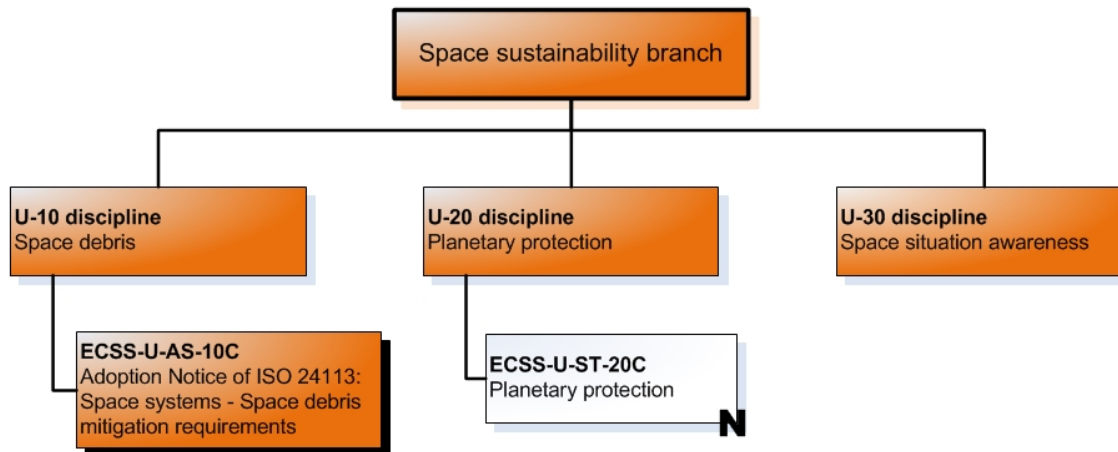 Space sustainability branch
U-10 discipline
Space debris
U-20 discipline
Planetary protection
U-30 discipline
Space situation awareness
ECSS-U-AS-10C
Adoption Notice of ISO 24113:
Space systems - Space debris
mitigation requirements
ECSS-U-ST-20C
Planetary protection
N